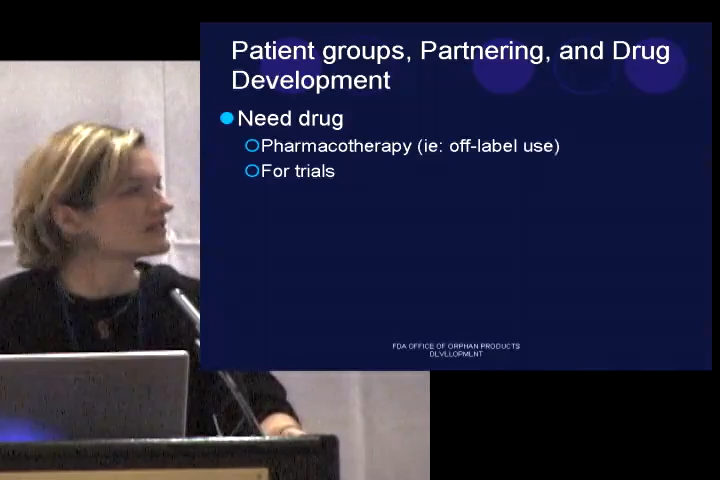 Patient groups, Partnering, and Drug
Development
Need drug
Pharmacotherapy (ie: off-label use)
For trials
FDA OFFICE OF ORPHAN PRODUCTS
DEVELOPMENT